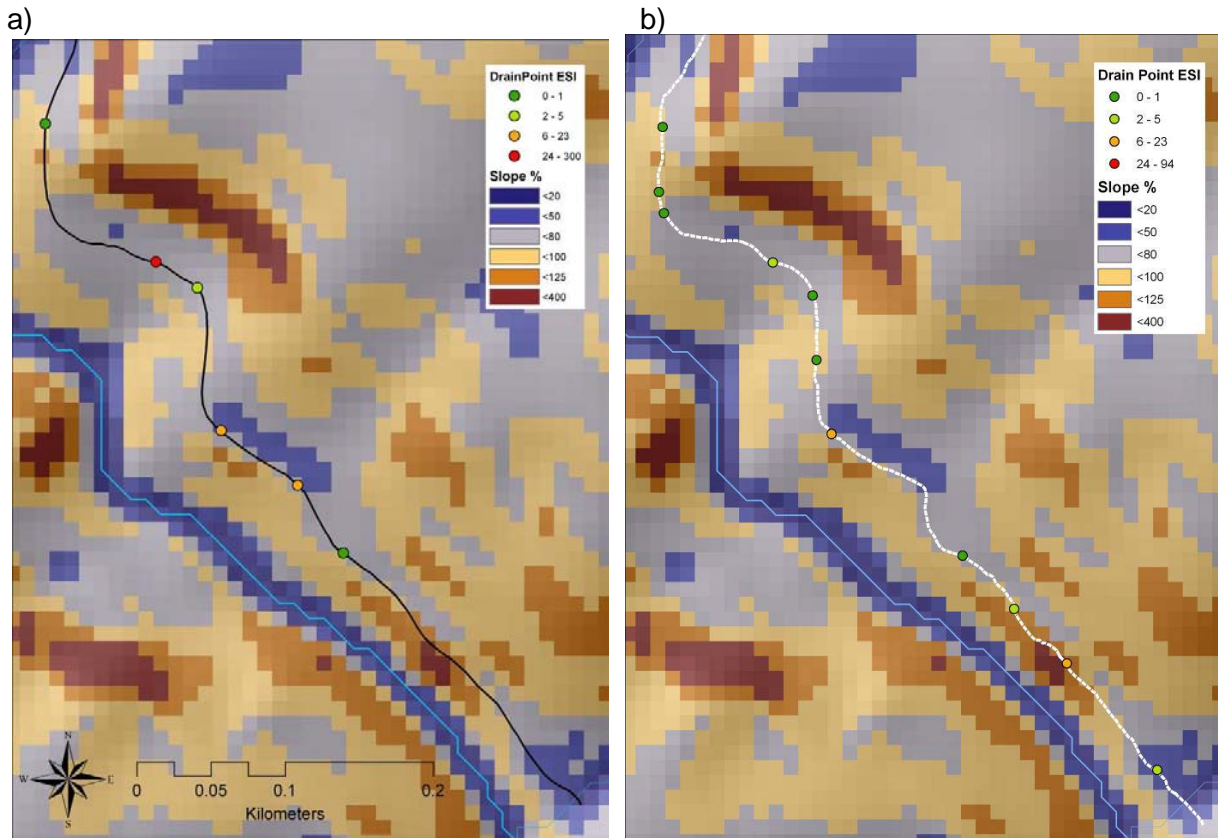 a)
DrainPoint ESI
0 - 1
2 - 5
6 - 23
24 - 300
Slope %
<20
<50
<80
<100
<125
<400
N
W E
S
0 0.05 0.1 0.2
Kilometers
b)
Drain Point ESI
0 - 1
2 - 5
6 - 23
24 - 94
Slope %
<20
<50
<80
<100
<125
<400